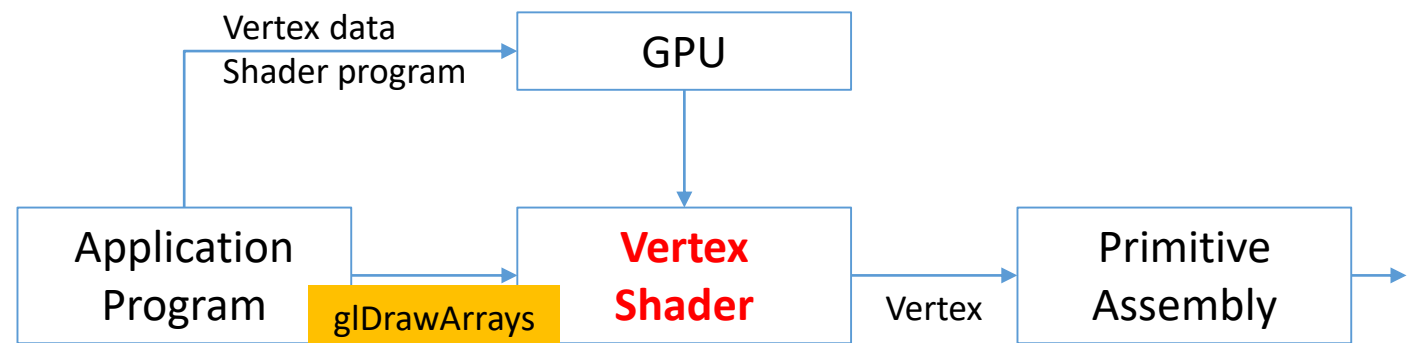 Vertex data
Shader program
GPU
Application
Program
glDrawArrays
Vertex
Shader
Vertex
Primitive
Assembly